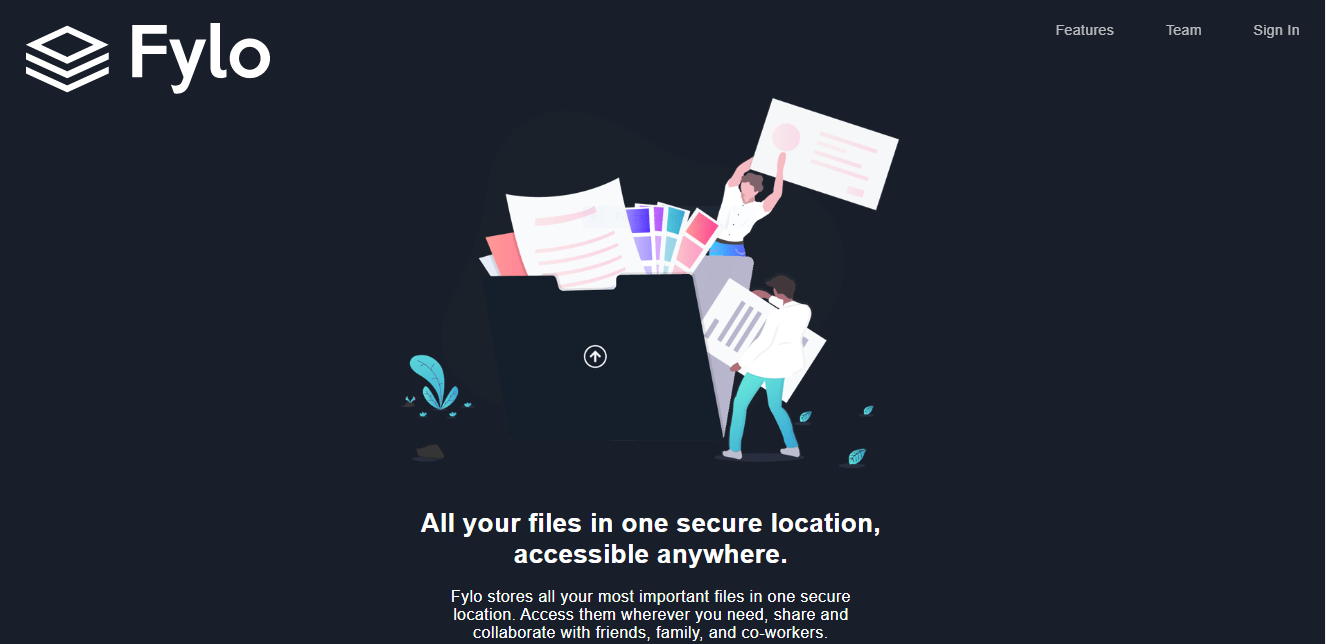 Fylo
Features
Team
Sign In
All your files in one secure location,
accessible anywhere.
Fylo stores all your most important files in one secure
location. Access them wherever you need, share and
collaborate with friends, family, and co-workers.